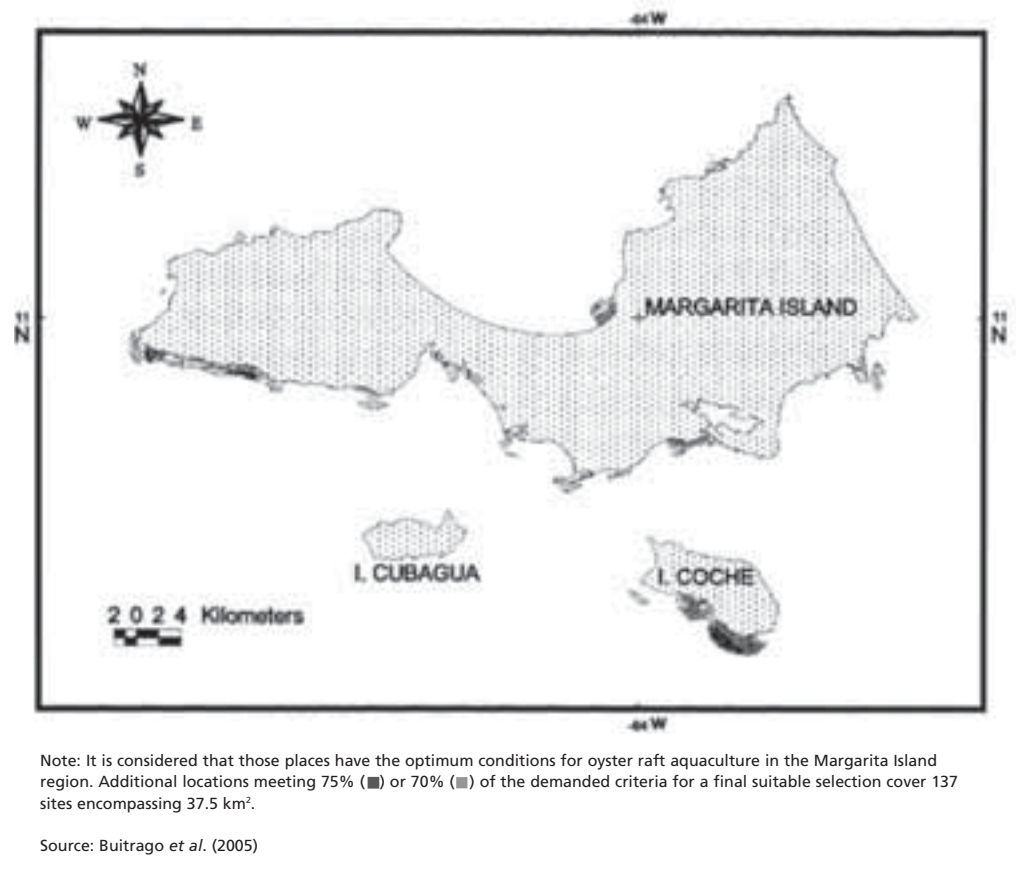 64 W
N
W E
S
MARGARITA ISLAND
11 N
11 N
I. CUBAGUA
I. COCHE
2 0 2 4 Kilometers
64 W
Note: It is considered that those places have the optimum conditions for oyster raft aquaculture in the Margarita Island
region. Additional locations meeting 75% (■) or 70% (■) of the demanded criteria for a final suitable selection cover 137
sites encompassing 37.5 km².
Source: Buitrago et al. (2005)